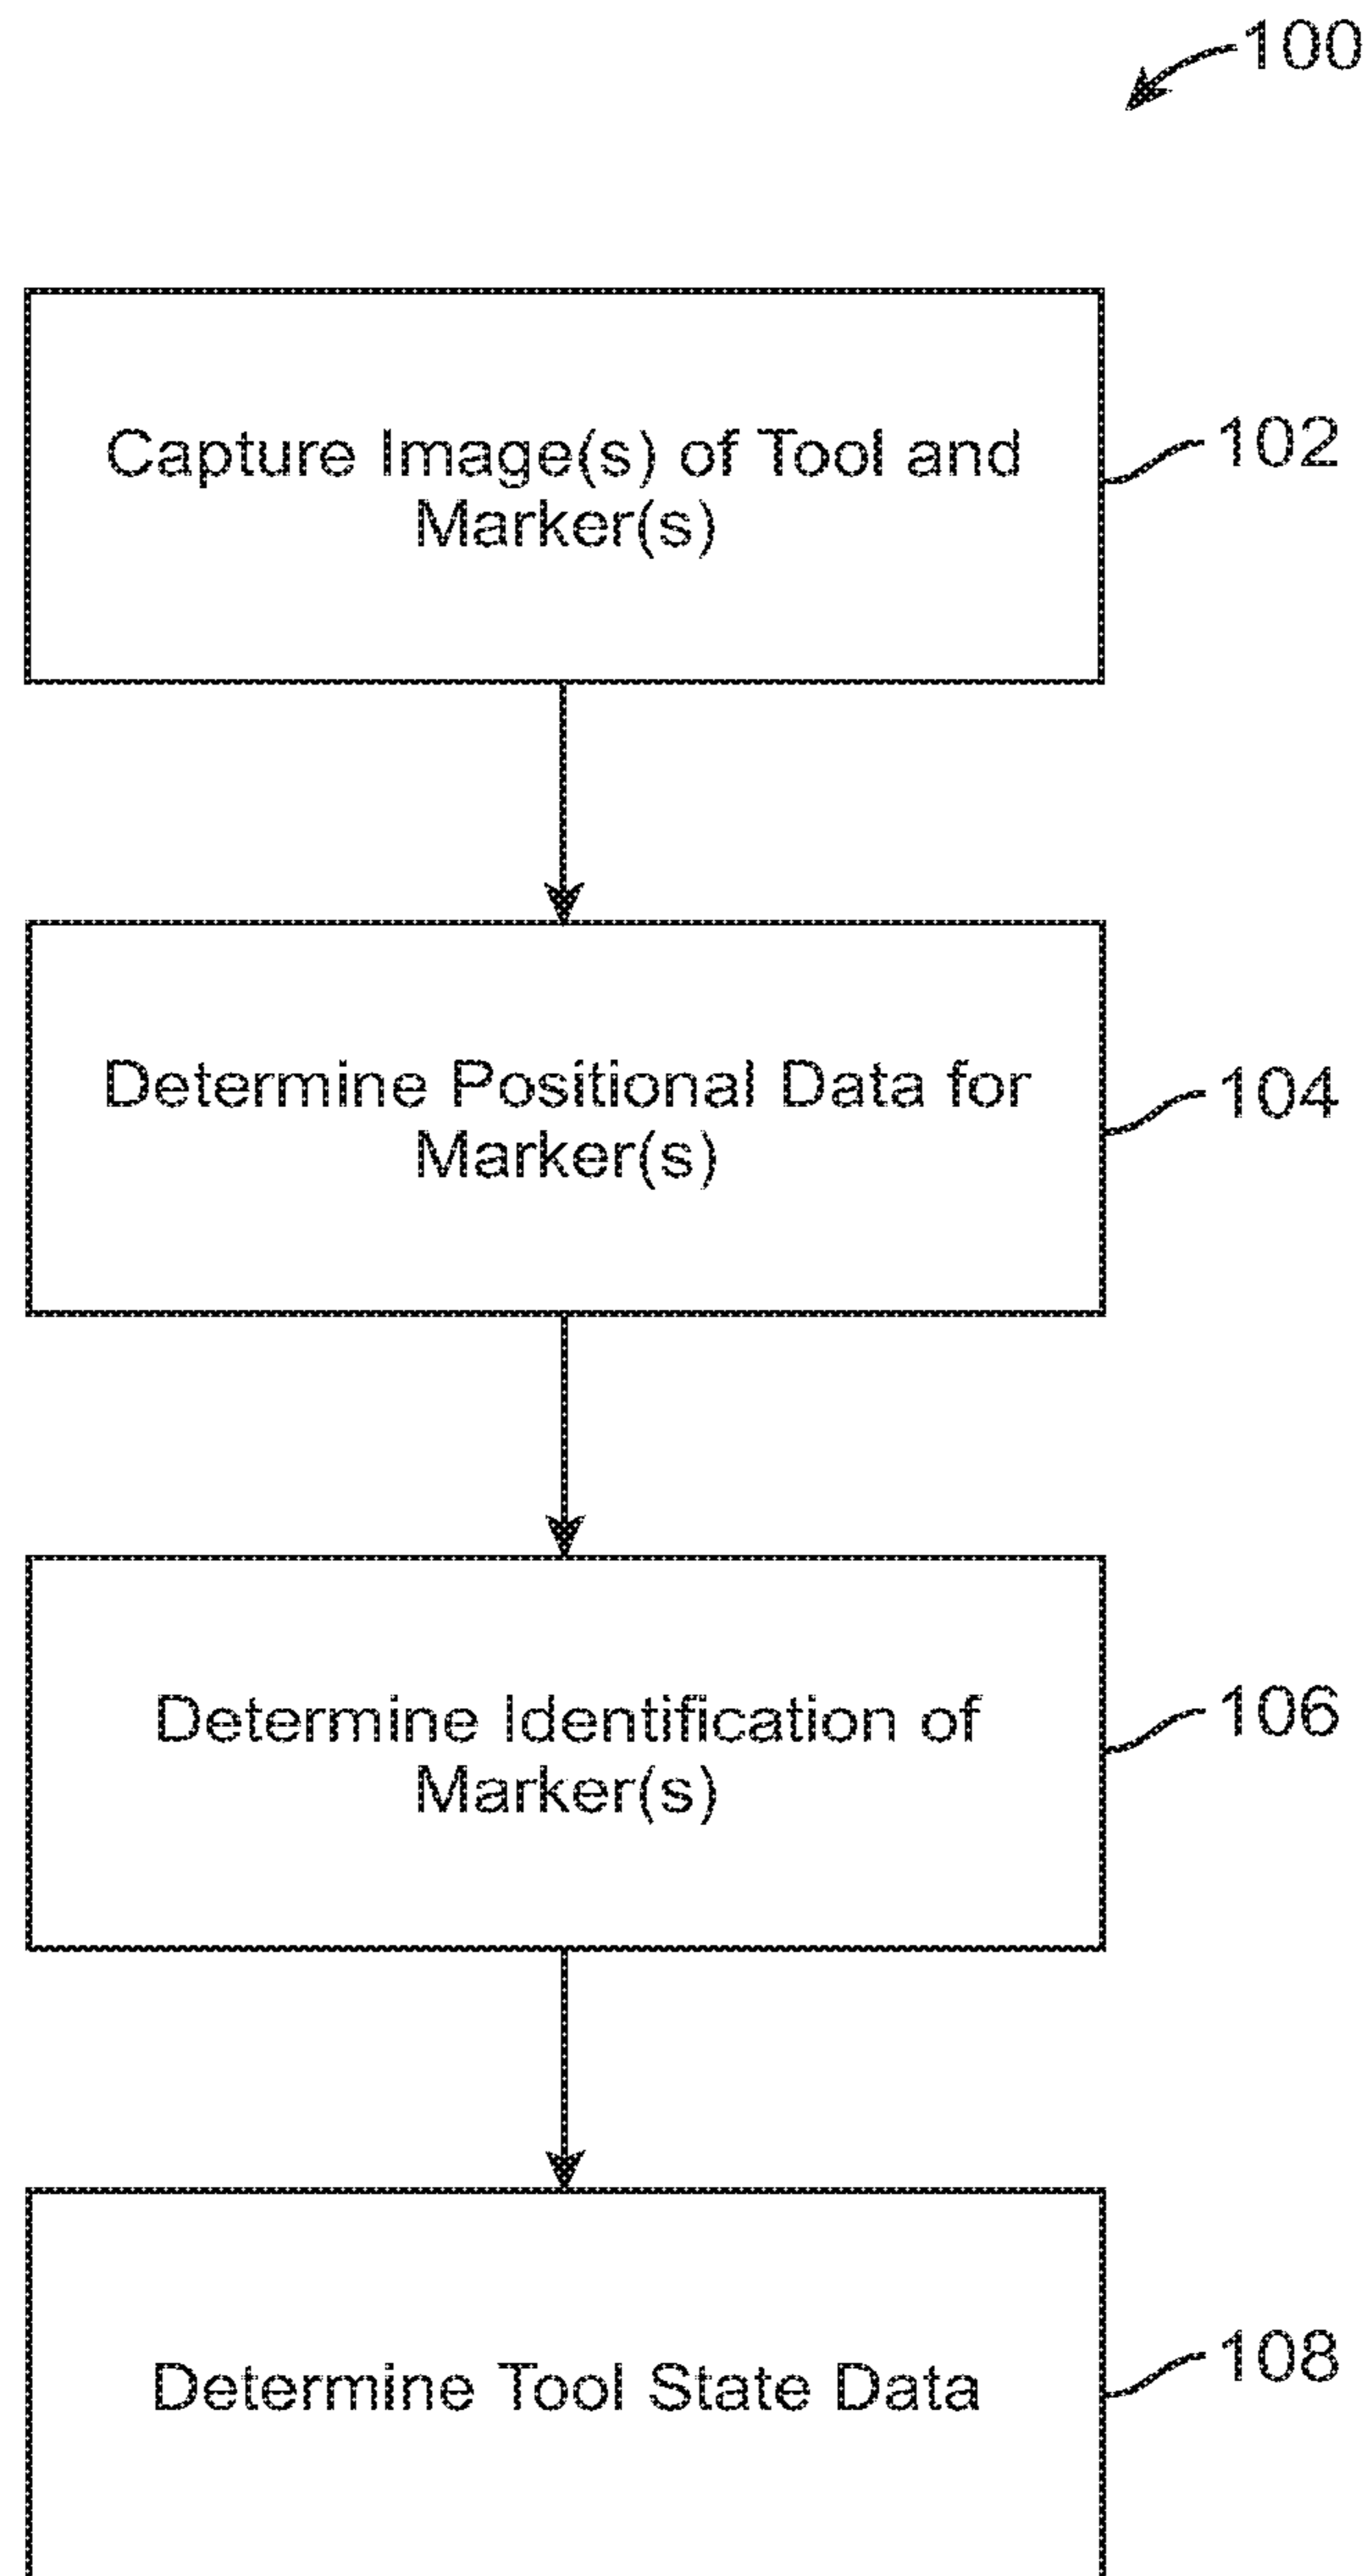 100
Capture Image(s) of Tool and
Marker(s)
102
Determine Positional Data for
Marker(s)
104
Determine Identification of
Marker(s)
106
Determine Tool State Data
108